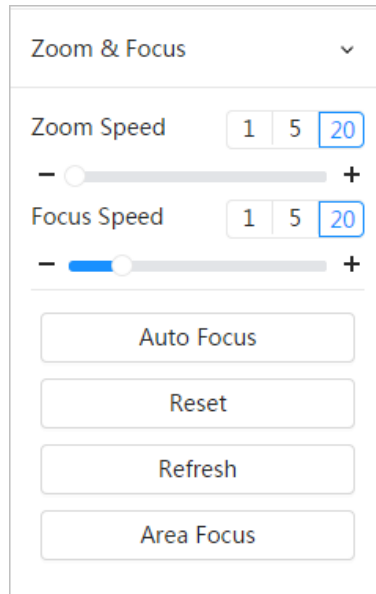 Zoom & Focus
Zoom Speed 1 5 20
− +
Focus Speed 1 5 20
− +
Auto Focus
Reset
Refresh
Area Focus